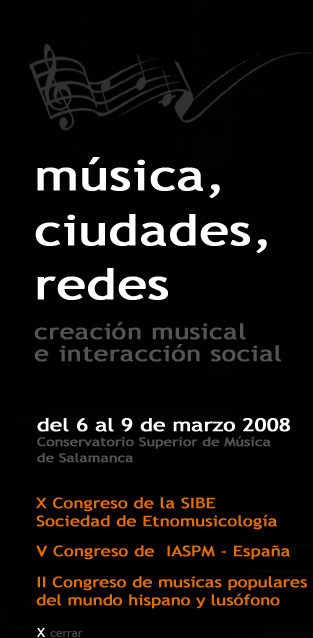 música,
ciudades,
redes
creación musical
e interacción social
del 6 al 9 de marzo 2008
Conservatorio Superior de Música
de Salamanca
X Congreso de la SIBE
Sociedad de Etnomusicología
V Congreso de IASPM - España
II Congreso de musicas populares
del mundo hispano y lusófono
X cerrar